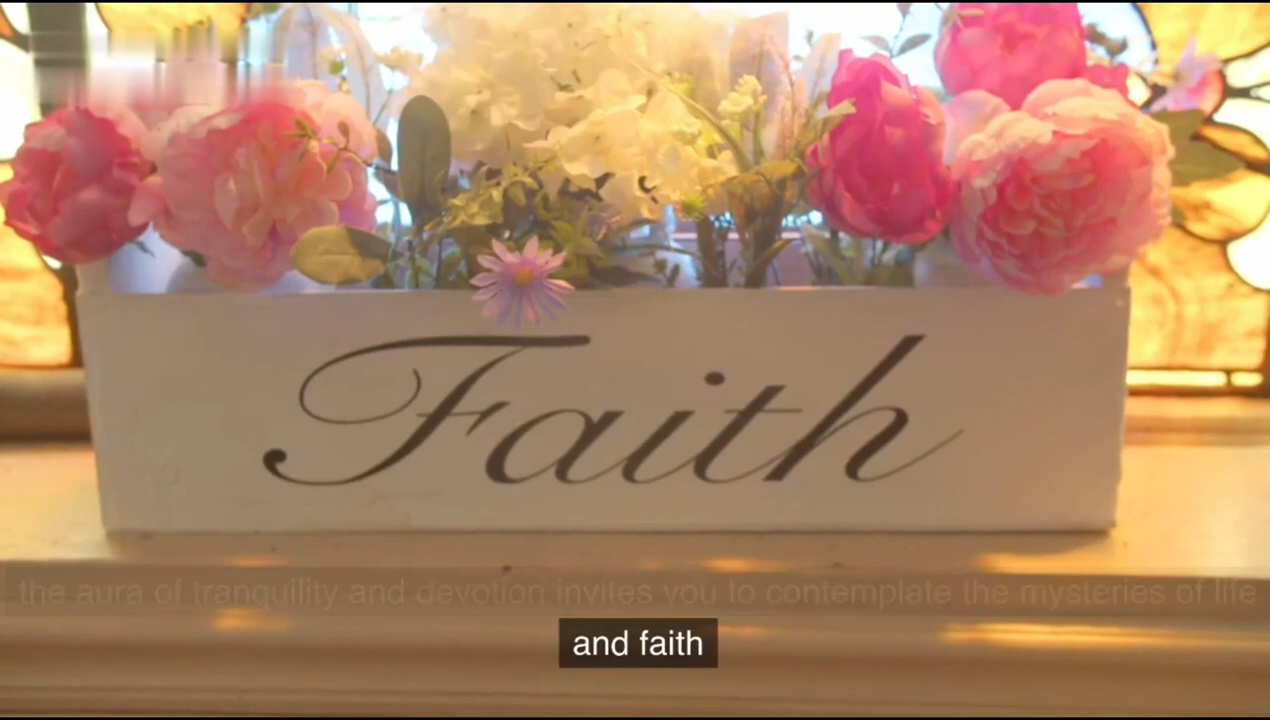 Faith
the aura of tranquility and devotion invites you to contemplate the mysteries of life
and faith